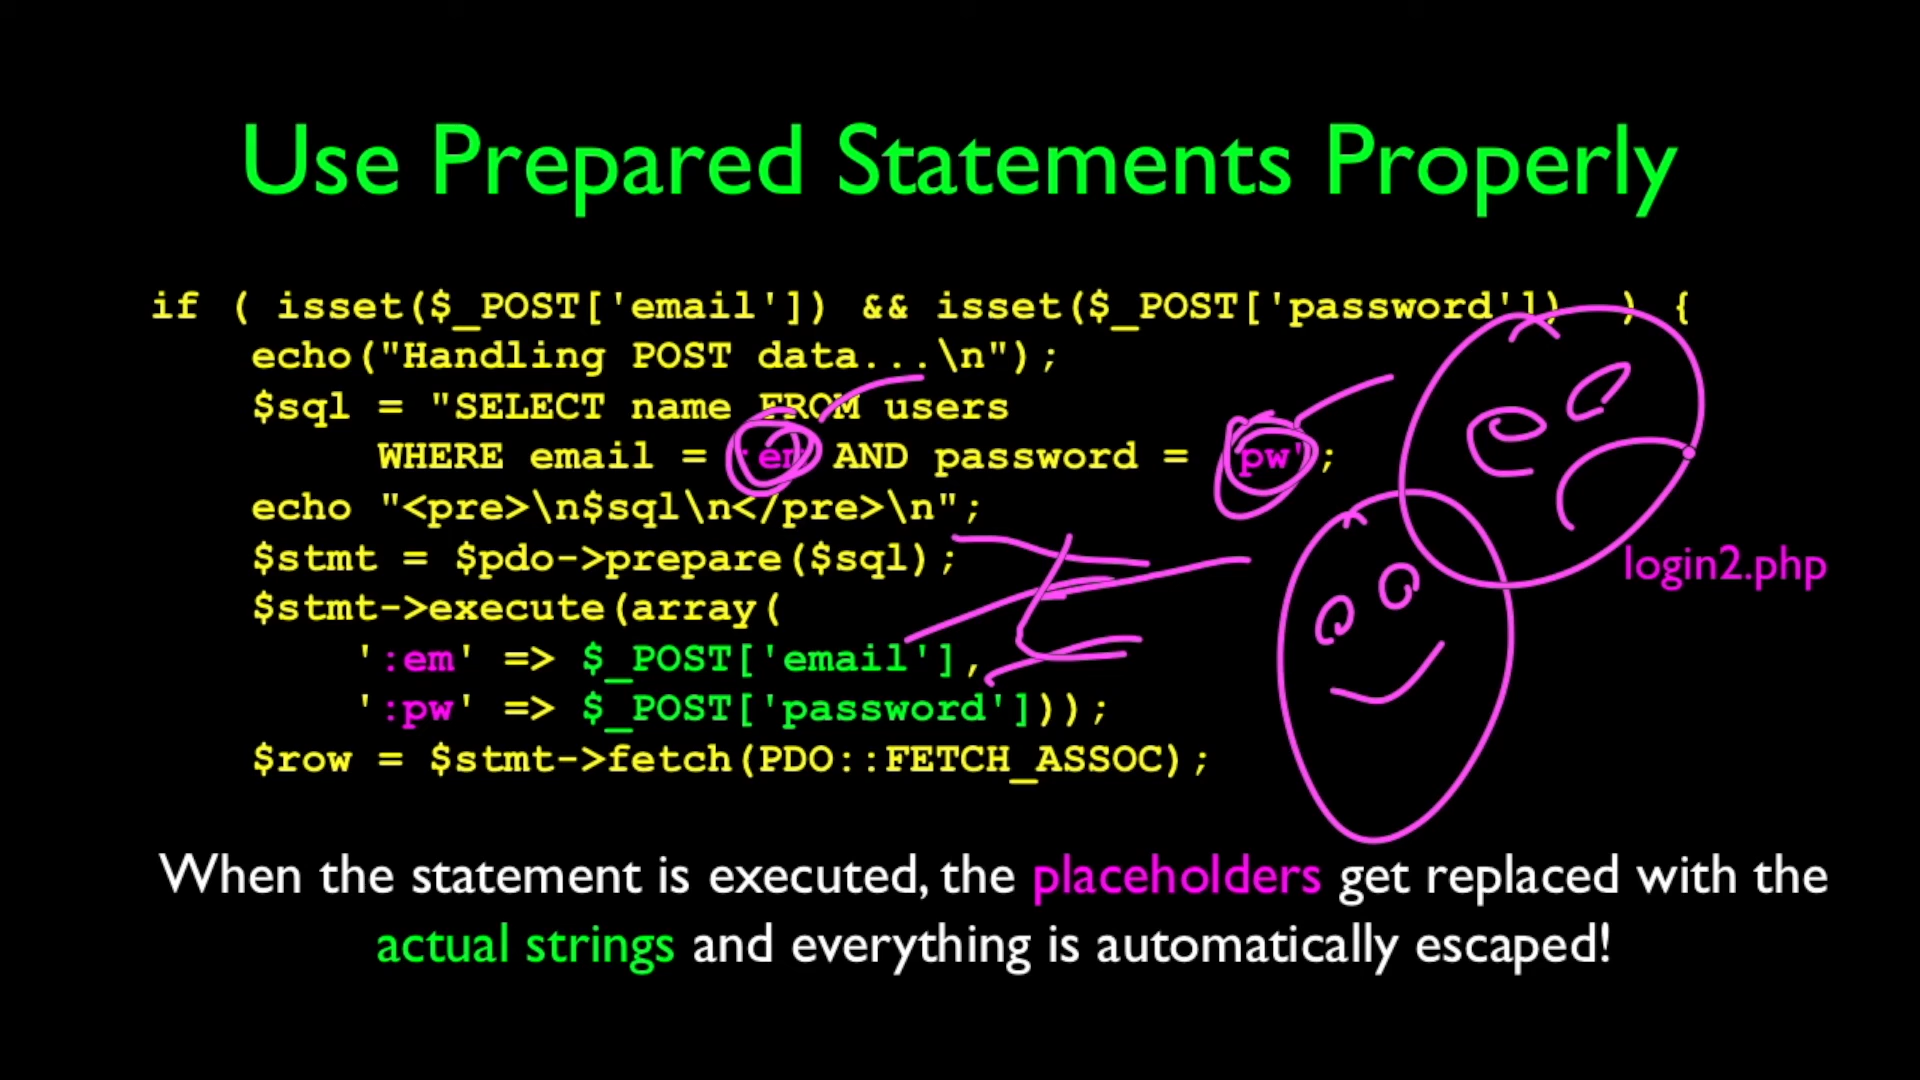 Use Prepared Statements Properly
if ( isset($_POST['email']) && isset($_POST['password']) ) {
echo("Handling POST data...\n");
$sql = "SELECT name FROM users
WHERE email = :em AND password = :pw";
echo "<pre>\n$sql\n</pre>\n";
$stmt = $pdo->prepare($sql);
$stmt->execute(array(
':em' => $_POST['email'],
':pw' => $_POST['password']));
$row = $stmt->fetch(PDO::FETCH_ASSOC);
login2.php
When the statement is executed, the placeholders get replaced with the
actual strings and everything is automatically escaped!